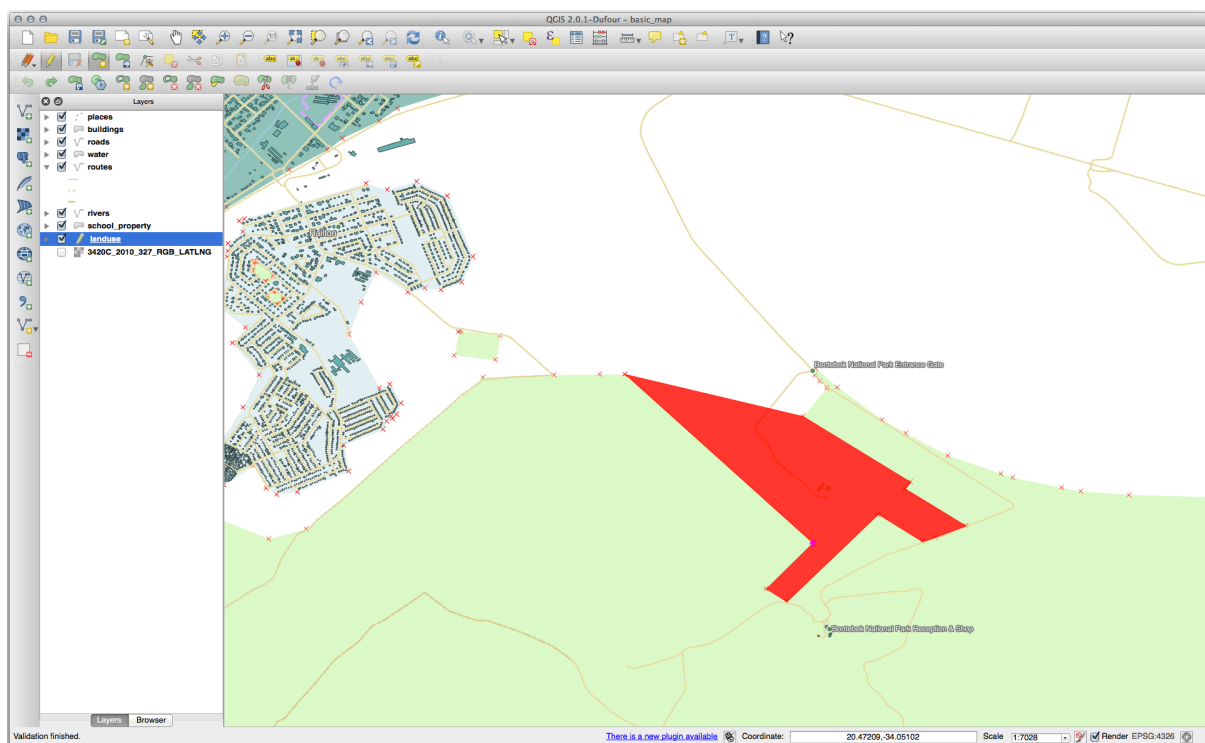 QGIS 2.0.1-Dufour - basic_map
Layers
places
buildings
roads
water
routes
rivers
school_property
landuse
3420C_2010_327_RGB_LATLNG
Railton
Bontebok National Park Entrance Gate
Bontebok National Park Reception & Shop
Layers Browser
Validation finished. There is a new plugin available Coordinate: 20.47209,-34.05102 Scale 1:7028 Render EPSG:4326